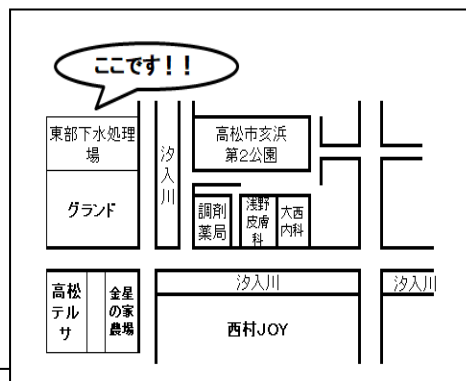 ここです！！
東部下水処理
場
汐
入
川
高松市玄浜
第2公園
グランド
調剤
薬局
浅野
皮膚
科
大西
内科
高松
テル
サ
金星
の家
農場
汐入川
汐入川
西村JOY